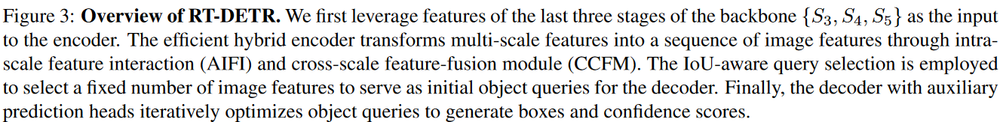 Figure 3: Overview of RT-DETR. We first leverage features of the last three stages of the backbone {S3, S4, S5} as the input
to the encoder. The efficient hybrid encoder transforms multi-scale features into a sequence of image features through intra-
scale feature interaction (AIFI) and cross-scale feature-fusion module (CCFM). The IoU-aware query selection is employed
to select a fixed number of image features to serve as initial object queries for the decoder. Finally, the decoder with auxiliary
prediction heads iteratively optimizes object queries to generate boxes and confidence scores.